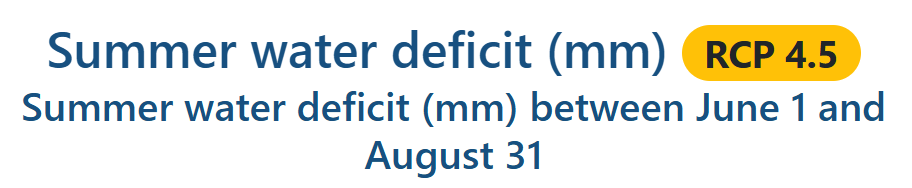 Summer water deficit (mm) RCP 4.5
Summer water deficit (mm) between June 1 and
August 31